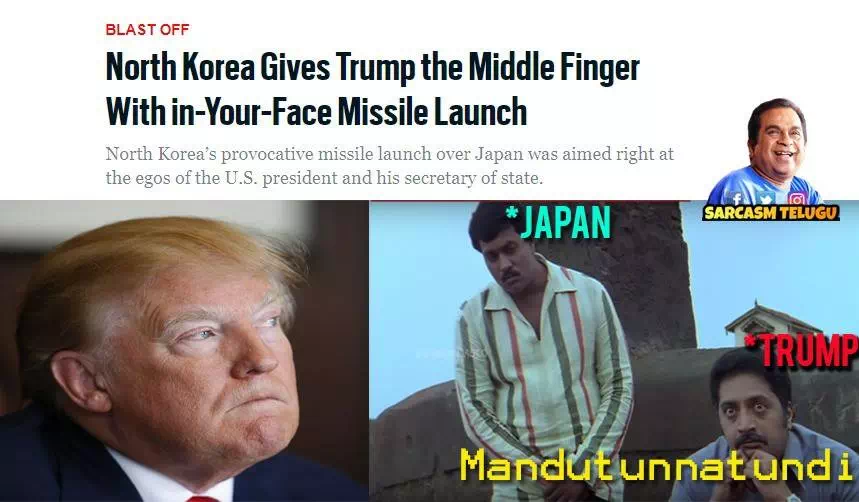 BLAST OFF
North Korea Gives Trump the Middle Finger
With in-Your-Face Missile Launch
North Korea’s provocative missile launch over Japan was aimed right at
the egos of the U.S. president and his secretary of state.
SARCASM TELUGU
*JAPAN
*TRUMP
Mandutunnatundi